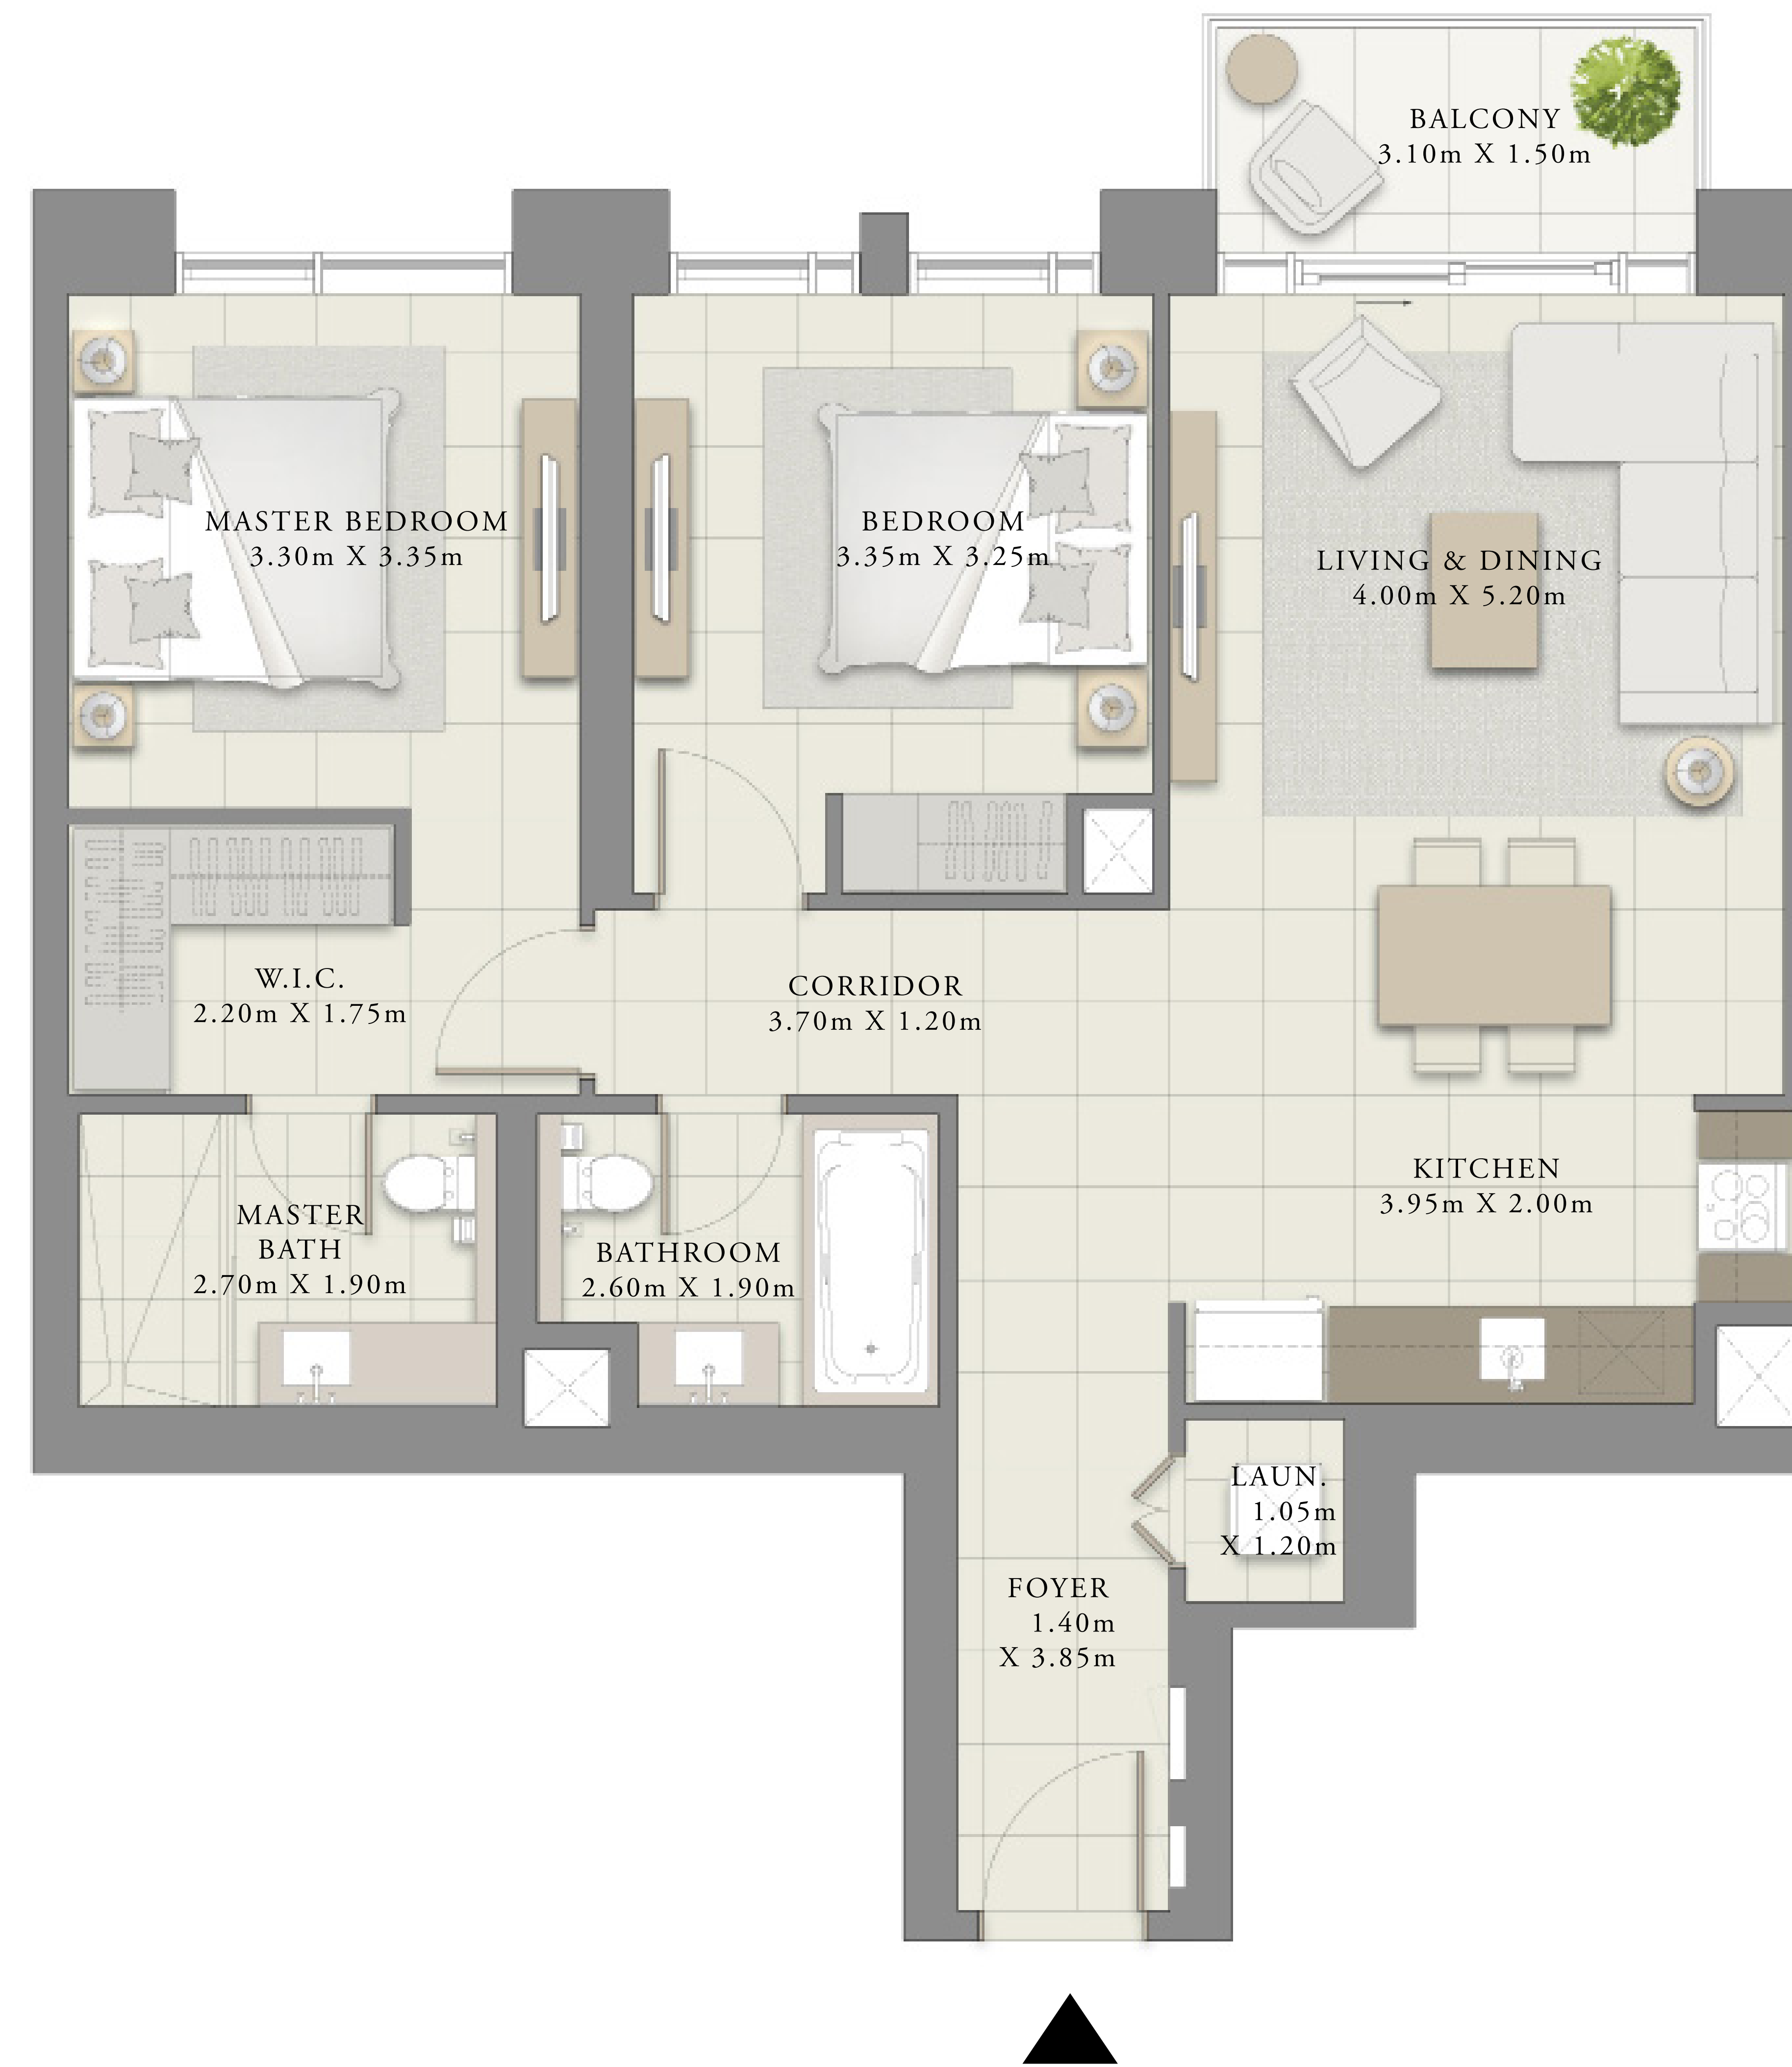 BALCONY
3.10m X 1.50m
MASTER BEDROOM
3.30m X 3.35m
BEDROOM
3.35m X 3.25m
LIVING & DINING
4.00m X 5.20m
W.I.C.
2.20m X 1.75m
CORRIDOR
3.70m X 1.20m
KITCHEN
3.95m X 2.00m
MASTER
BATH
2.70m X 1.90m
BATHROOM
2.60m X 1.90m
LAUN.
1.05m
X 1.20m
FOYER
1.40m
X 3.85m